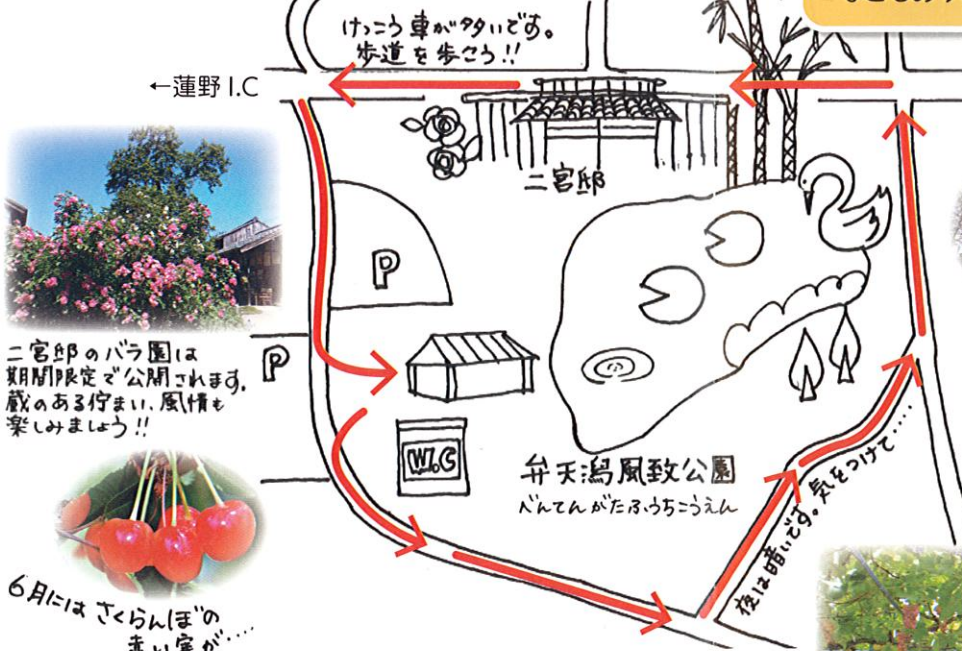 けっこう車が多いです。
歩道を歩こう!!
←蓮野I.C
二宮邸
P
P
二宮邸のバラ園は
期間限定で公開されます。
蔵のある佇まい、風情も
楽しみましょう!!
W.C
弁天潟風致公園
べんてんがたふうちこうえん
夜は暗いです。気をつけて‥‥
6月にはさくらんぼの
赤い実が‥‥